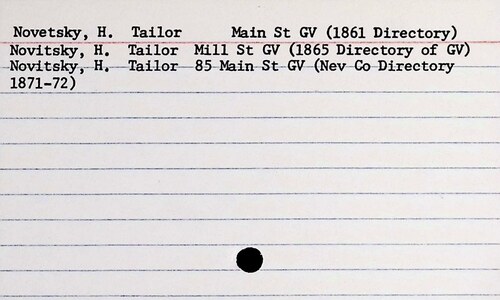 Novetsky, H. Tailor Main St GV (1861 Directory)
Novitsky, H. Tailor Mill St GV (1865 Directory of GV)
Novitsky, H. Tailor 85 Main St GV (Nev Co Directory
1871-72)